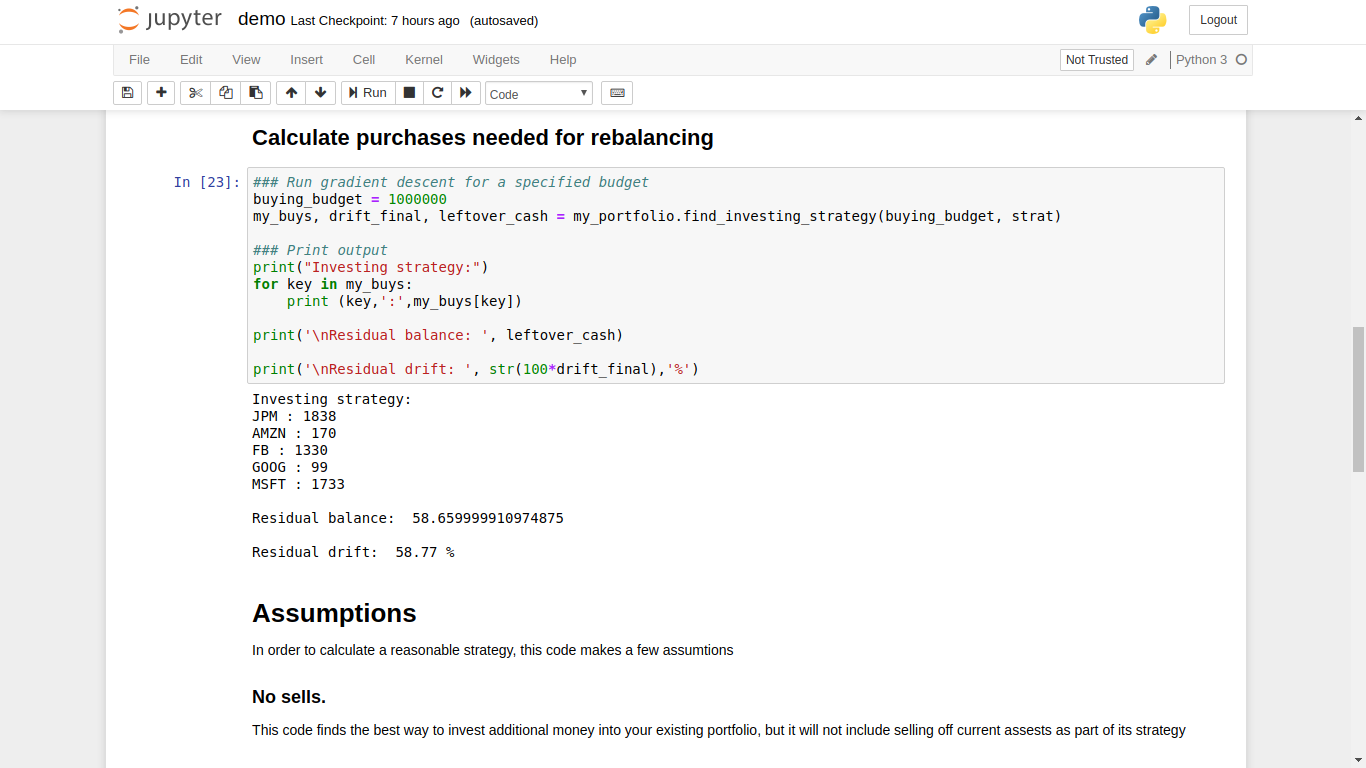 jupyter demo Last Checkpoint: 7 hours ago (autosaved)
Logout
File Edit View Insert Cell Kernel Widgets Help
Not Trusted Python 3
Run Code
Calculate purchases needed for rebalancing
In [23]:
### Run gradient descent for a specified budget
buying_budget = 1000000
my_buys, drift_final, leftover_cash = my_portfolio.find_investing_strategy(buying_budget, strat)
### Print output
print("Investing strategy:")
for key in my_buys:
    print (key,':',my_buys[key])
print('\nResidual balance: ', leftover_cash)
print('\nResidual drift: ', str(100*drift_final),'%')
Investing strategy:
JPM : 1838
AMZN : 170
FB : 1330
GOOG : 99
MSFT : 1733
Residual balance:  58.659999910974875
Residual drift:  58.77 %
Assumptions
In order to calculate a reasonable strategy, this code makes a few assumtions
No sells.
This code finds the best way to invest additional money into your existing portfolio, but it will not include selling off current assests as part of its strategy